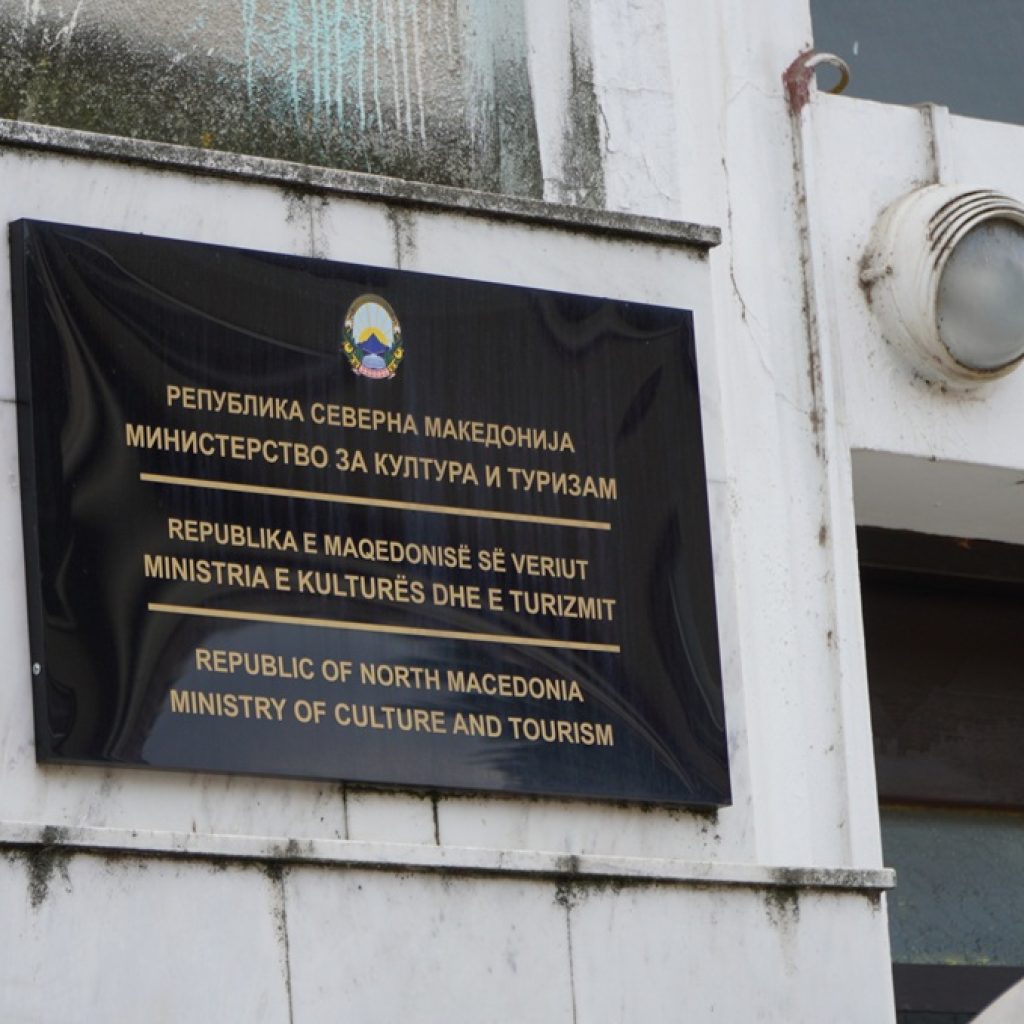 РЕПУБЛИКА СЕВЕРНА МАКЕДОНИЈА
МИНИСТЕРСТВО ЗА КУЛТУРА И ТУРИЗАМ
REPUBLIKA E MAQEDONISË SË VERIUT
MINISTRIA E KULTURËS DHE E TURIZMIT
REPUBLIC OF NORTH MACEDONIA
MINISTRY OF CULTURE AND TOURISM